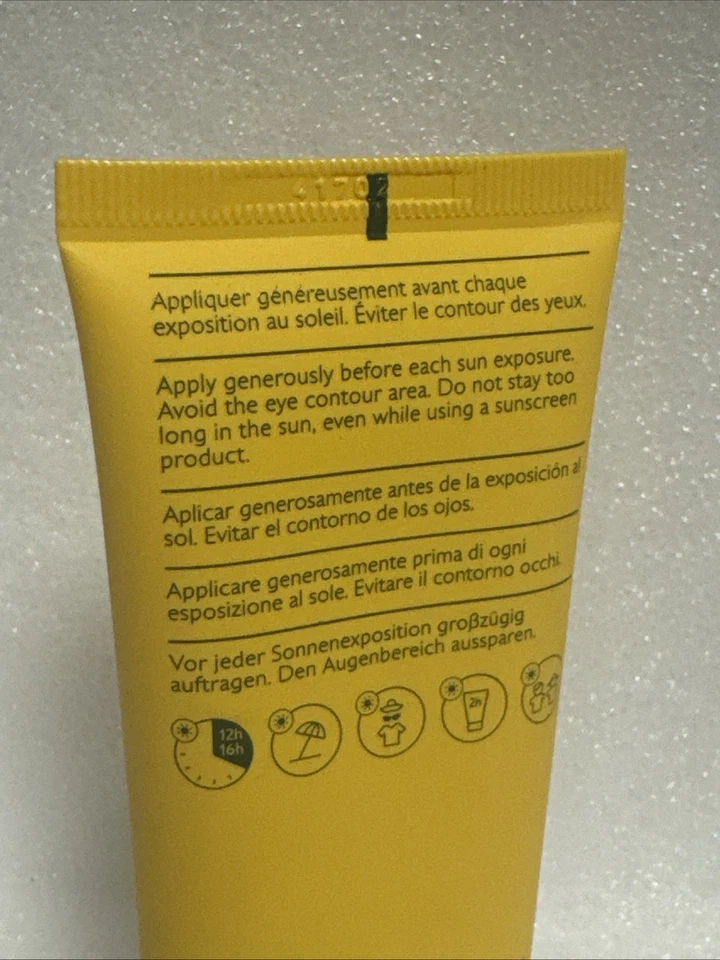 41702
Appliquer généreusement avant chaque
exposition au soleil. Éviter le contour des yeux.
Apply generously before each sun exposure.
Avoid the eye contour area. Do not stay too
long in the sun, even while using a sunscreen
product.
Aplicar generosamente antes de la exposición al
sol. Evitar el contorno de los ojos.
Applicare generosamente prima di ogni
esposizione al sole. Evitare il contorno occhi.
Vor jeder Sonnenexposition großzügig
auftragen. Den Augenbereich aussparen.
12h
16h
2h